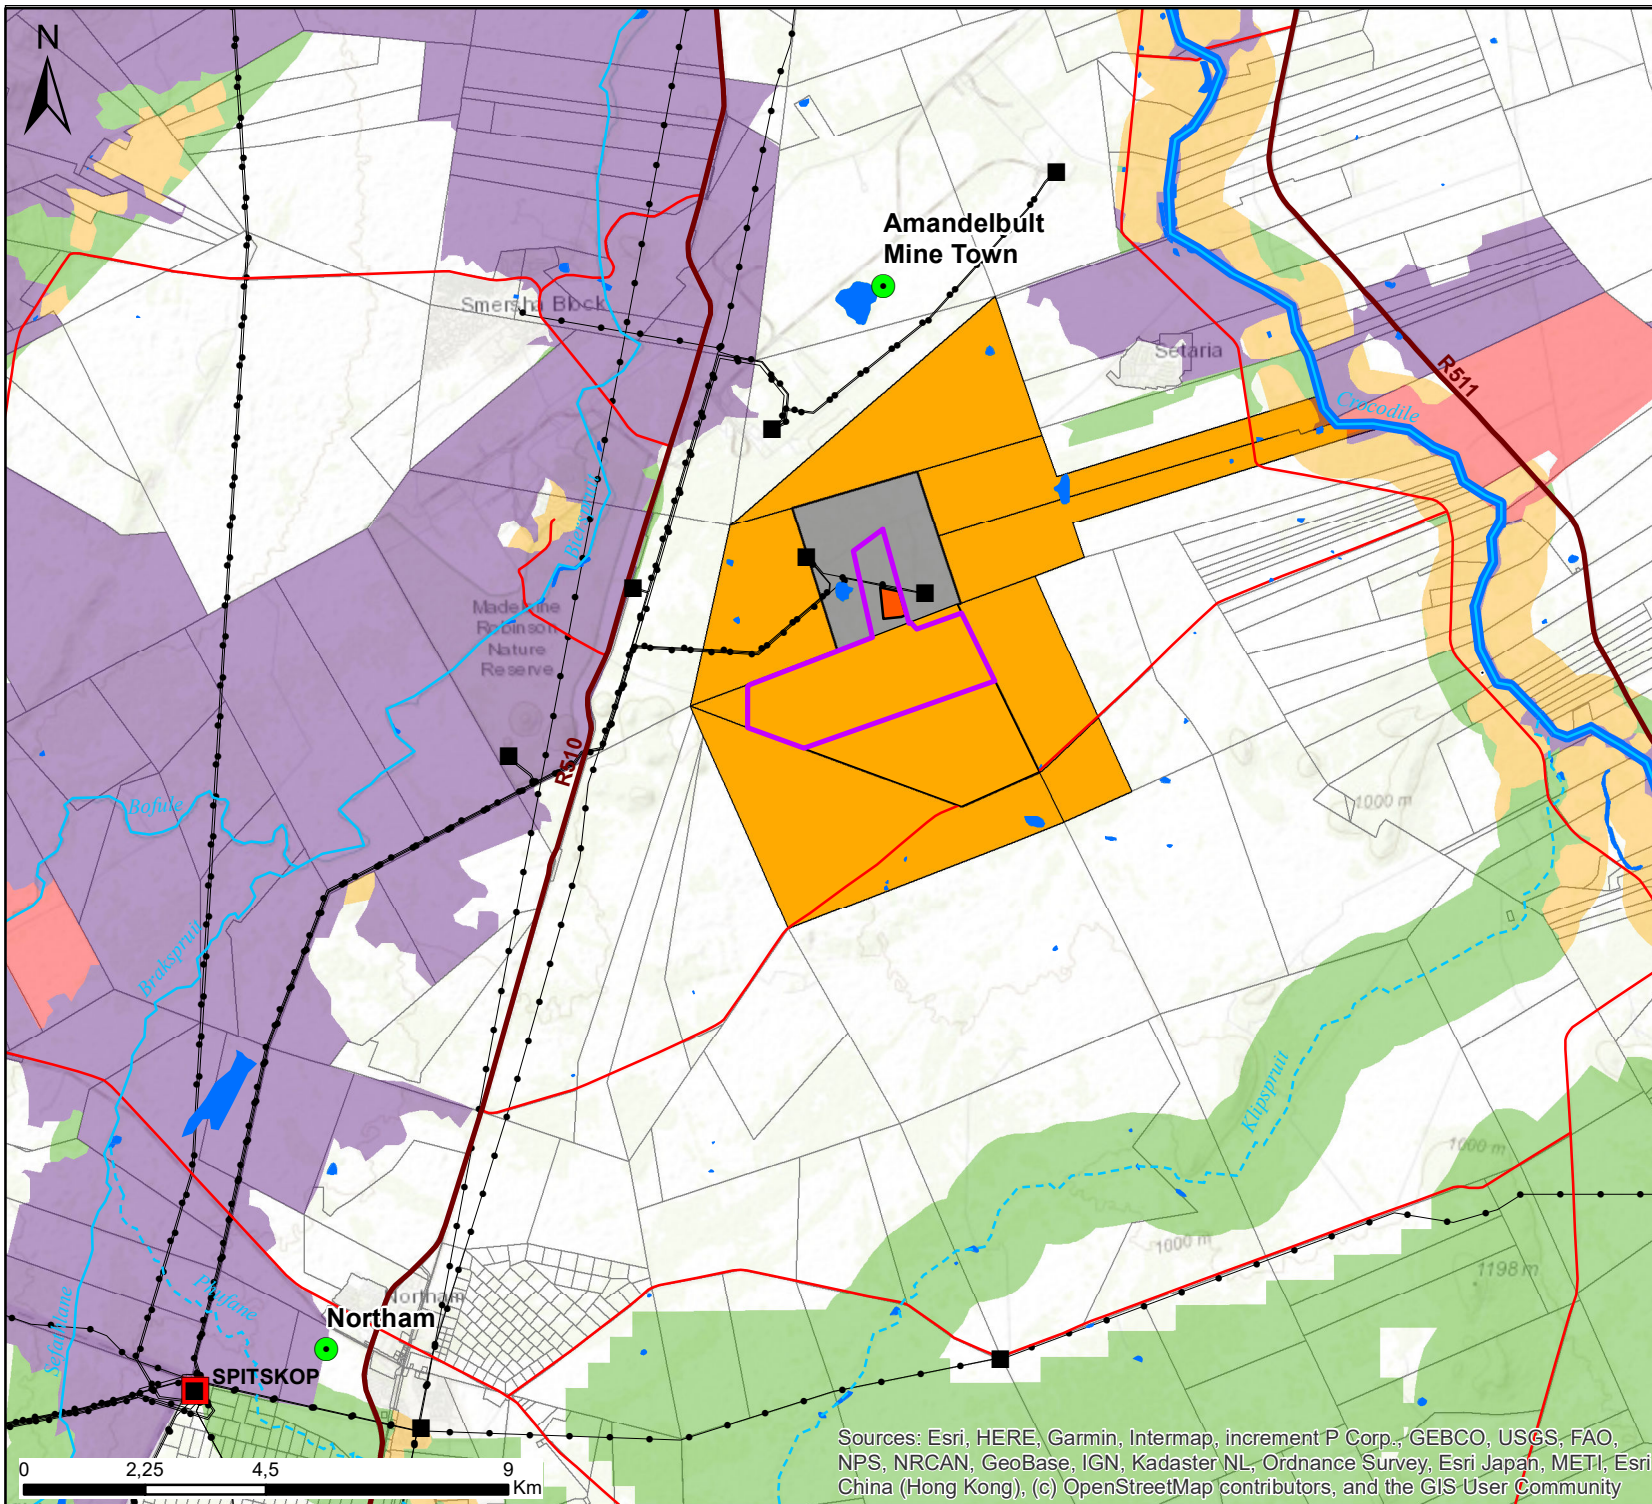 N
Amandelbult
Mine Town
Smersha Block
Setaria
R511
Crocodile
Bierspruit
Madeleine
Robinson
Nature
Reserve
R510
Bofule
1000 m
Brakspruit
Klipspruit
1000 m
1000 m
1198 m
Phufane
Northam
Northam
Sefathlane
SPITSKOP
Sources: Esri, HERE, Garmin, Intermap, increment P Corp., GEBCO, USGS, FAO,
NPS, NRCAN, GeoBase, IGN, Kadaster NL, Ordnance Survey, Esri Japan, METI, Esri
China (Hong Kong), (c) OpenStreetMap contributors, and the GIS User Community
0 2,25 4,5 9
Km